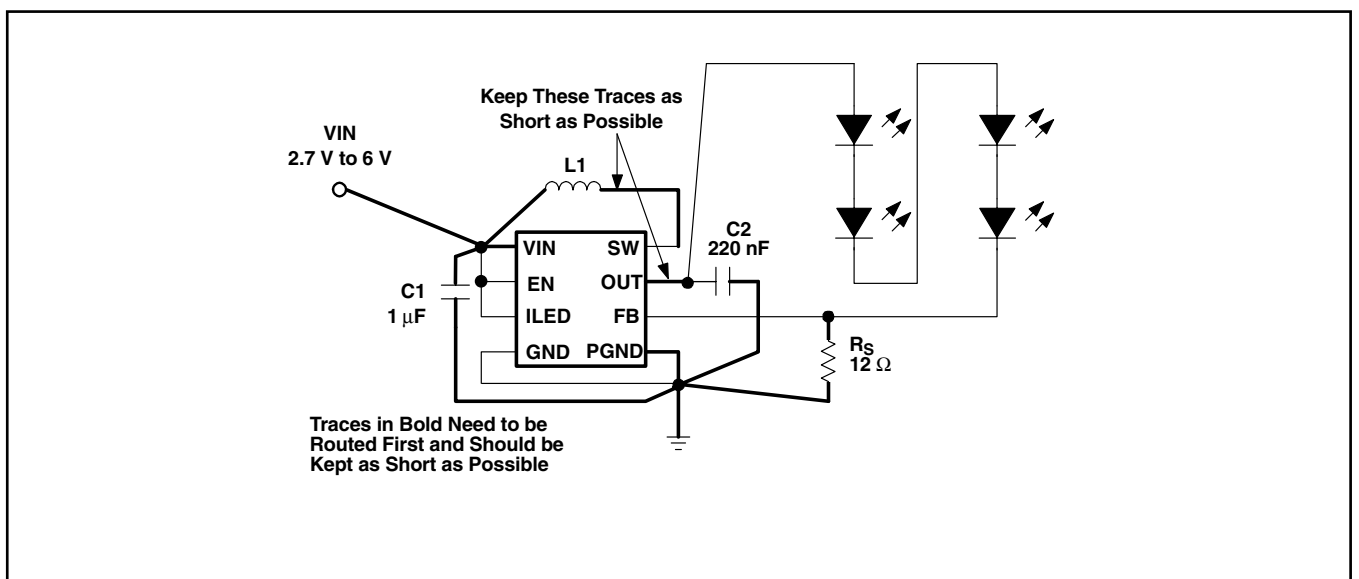 Keep These Traces as
Short as Possible
VIN
2.7 V to 6 V
L1
C2
220 nF
VIN
SW
EN
OUT
C1
1 μF
ILED
FB
GND
PGND
RS
12 Ω
Traces in Bold Need to be
Routed First and Should be
Kept as Short as Possible